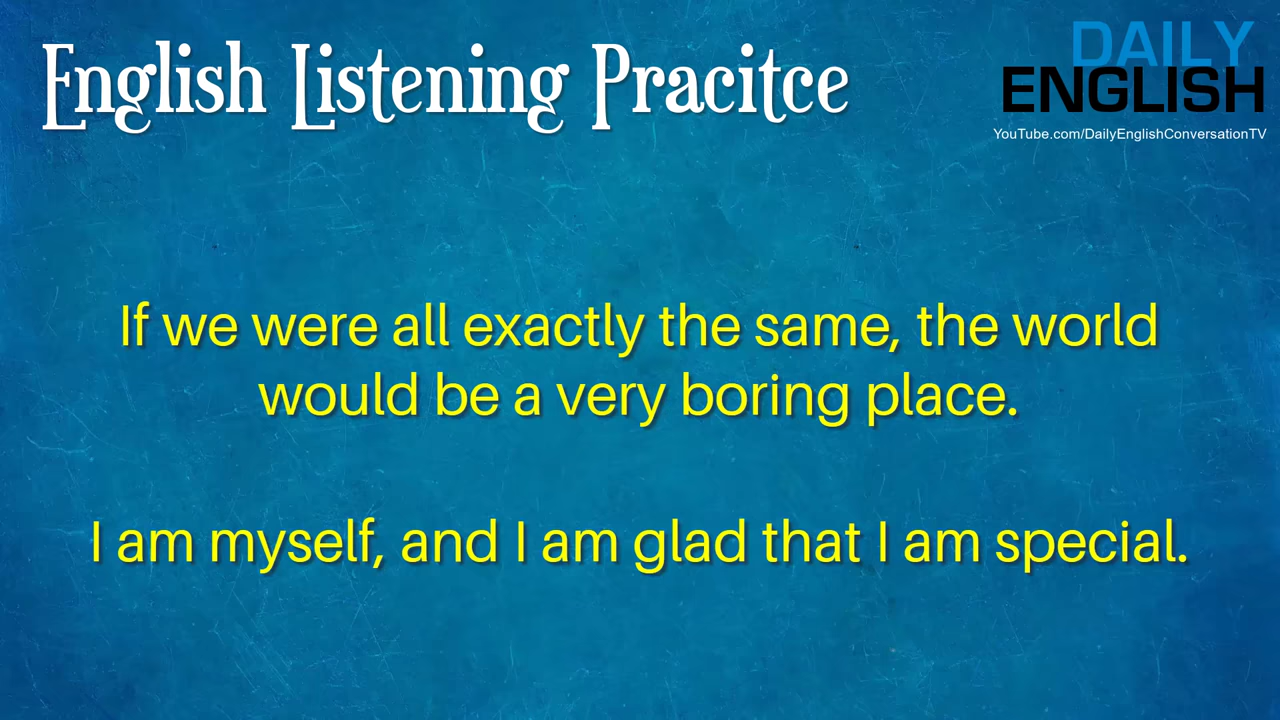 English Listening Pracitce
DAILY
ENGLISH
YouTube.com/DailyEnglishConversationTV
If we were all exactly the same, the world
would be a very boring place.
I am myself, and I am glad that I am special.